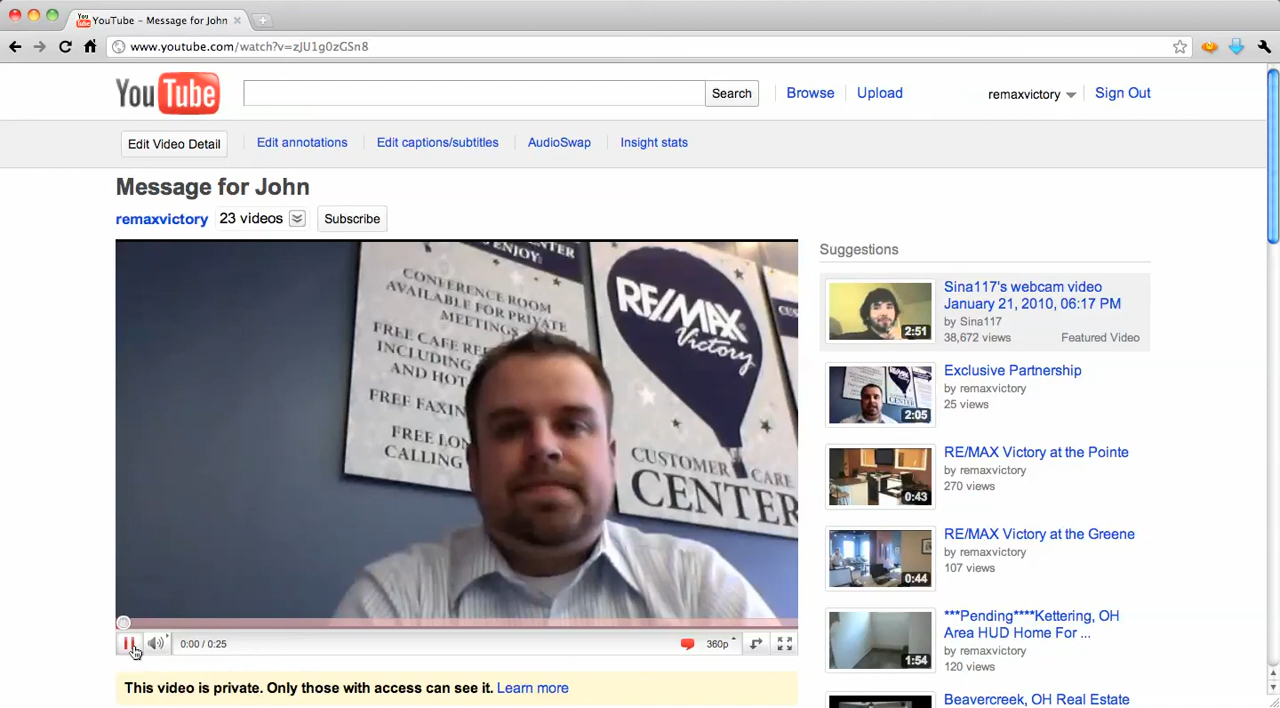 YouTube - Message for John
www.youtube.com/watch?v=zJU1g0zGSn8
YouTube
Search
Browse
Upload
remaxvictory
Sign Out
Edit Video Detail
Edit annotations
Edit captions/subtitles
AudioSwap
Insight stats
Message for John
remaxvictory 23 videos
Subscribe
ENJOY:
CONFERENCE ROOM
AVAILABLE FOR PRIVATE
MEETINGS
FREE CAFE
INCLUDING
AND HOT
FREE FAXING
FREE
CALLING
RE/MAX
Victory
CUSTOMER CARE
CENTER
0:00 / 0:25
360p
This video is private. Only those with access can see it. Learn more
Suggestions
2:51
Sina117's webcam video
January 21, 2010, 06:17 PM
by Sina117
38,672 views Featured Video
2:05
Exclusive Partnership
by remaxvictory
25 views
0:43
RE/MAX Victory at the Pointe
by remaxvictory
270 views
0:44
RE/MAX Victory at the Greene
by remaxvictory
107 views
1:54
***Pending****Kettering, OH
Area HUD Home For ...
by remaxvictory
120 views
Beavercreek, OH Real Estate